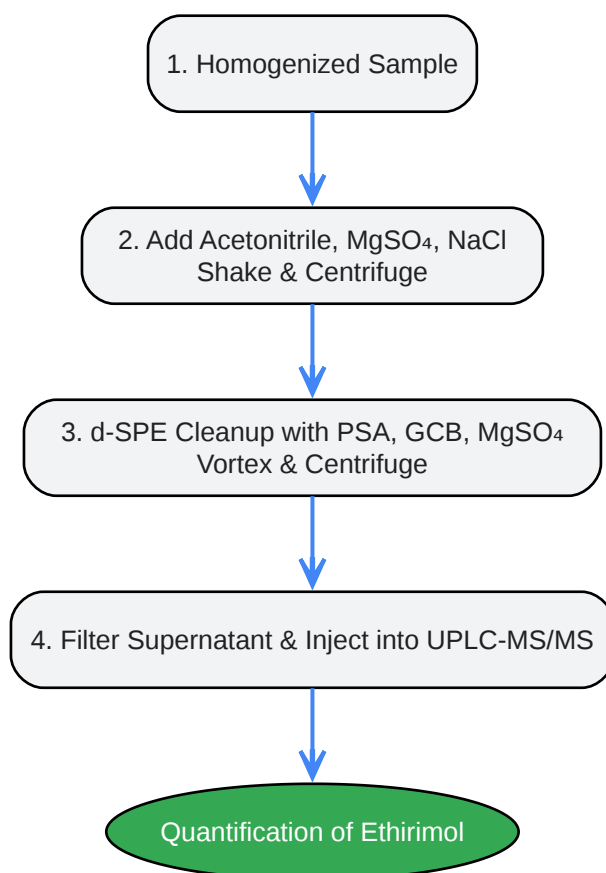 1. Homogenized Sample
2. Add Acetonitrile, MgSO₄, NaCl
Shake & Centrifuge
3. d-SPE Cleanup with PSA, GCB, MgSO₄
Vortex & Centrifuge
4. Filter Supernatant & Inject into UPLC-MS/MS
Quantification of Ethirimol